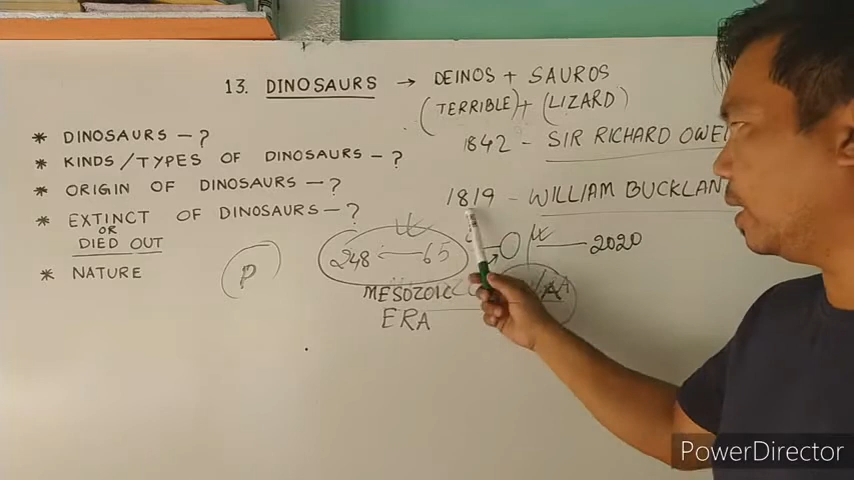 13. DINOSAURS → DEINOS + SAUROS
(TERRIBLE) + (LIZARD)
1842 - SIR RICHARD OWE
1819 - WILLIAM BUCKLAN
* DINOSAURS - ?
* KINDS/TYPES OF DINOSAURS - ?
* ORIGIN OF DINOSAURS - ?
* EXTINCT OF DINOSAURS - ?
OR
DIED OUT
* NATURE
P
248 - 65
2020
MESOZOIC
ERA
PowerDirector